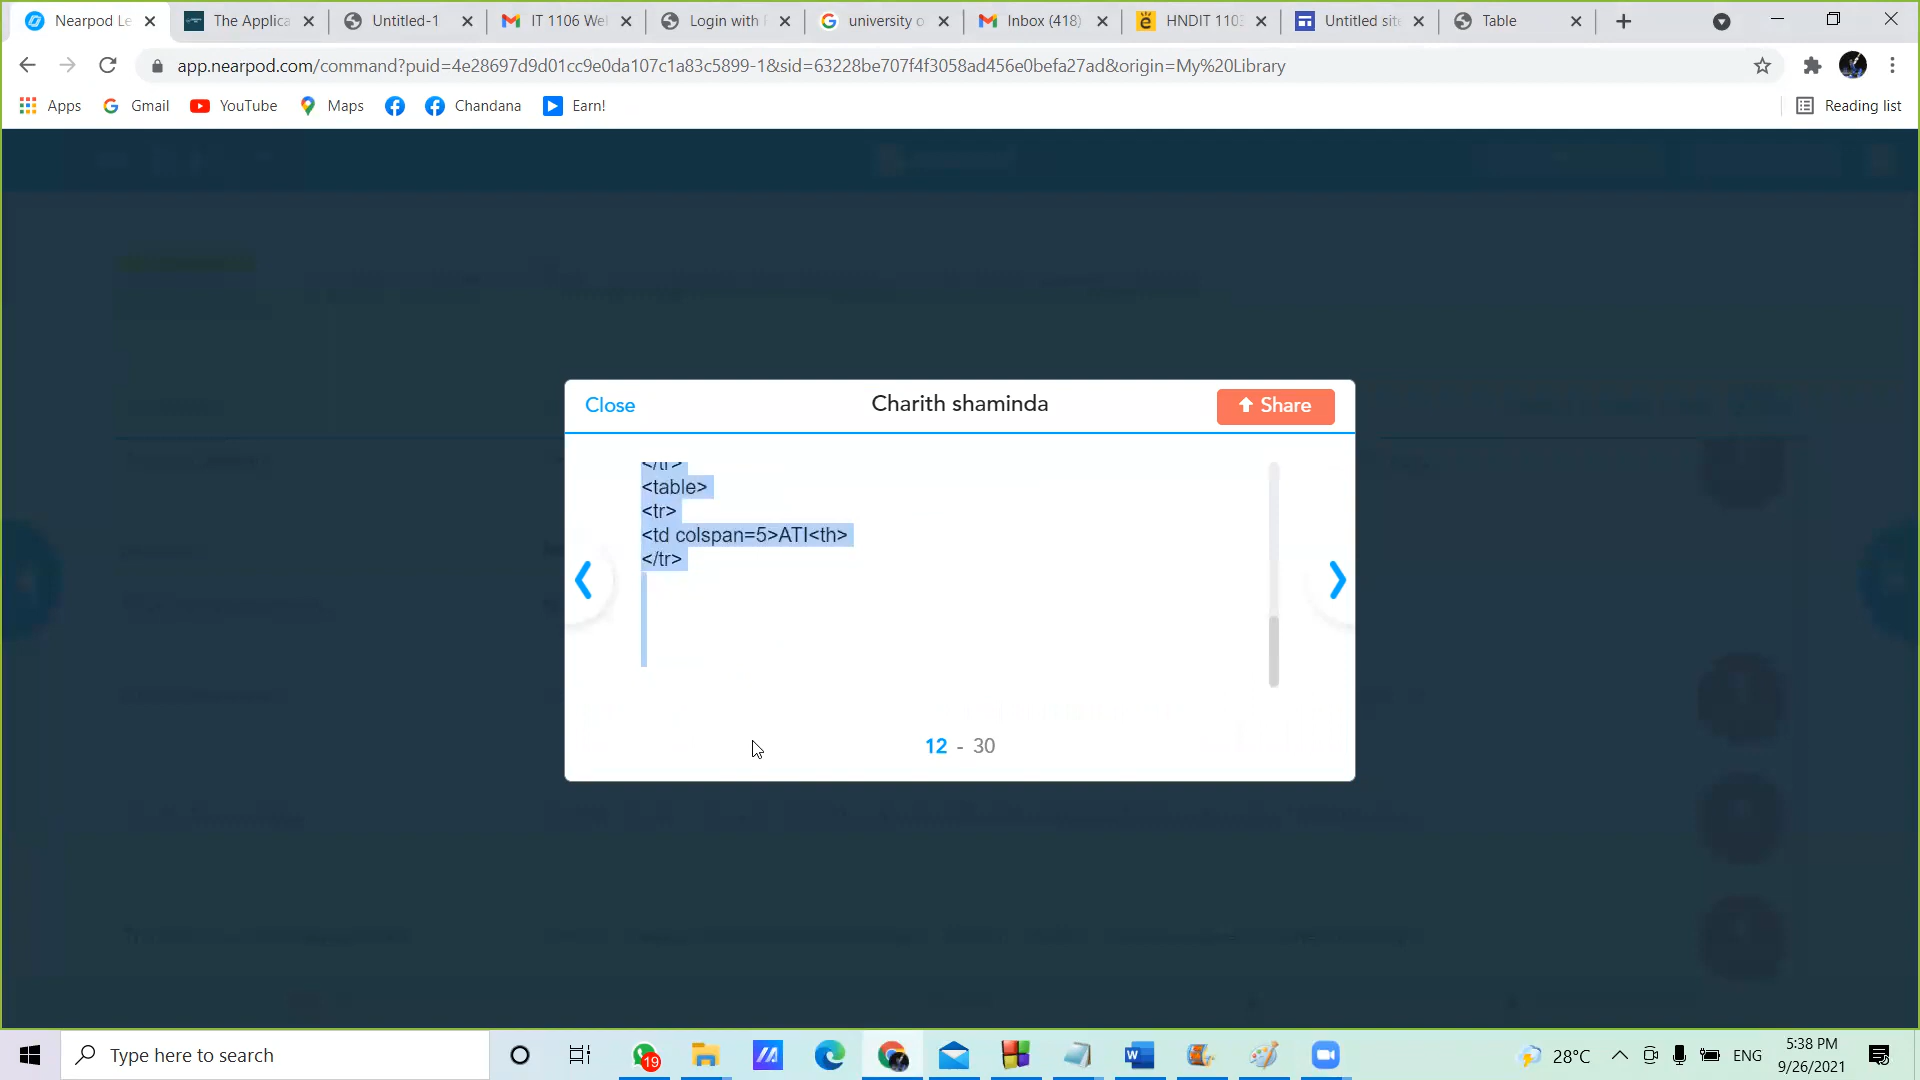 Nearpod Le
The Applica
Untitled-1
IT 1106 We
Login with
university o
Inbox (418)
HNDIT 110
Untitled sit
Table
app.nearpod.com/command?puid=4e28697d9d01cc9e0da107c1a83c5899-1&sid=63228be707f4f3058ad456e0befa27ad&origin=My%20Library
Apps
Gmail
YouTube
Maps
Chandana
Earn!
Reading list
Close
Charith shaminda
Share
</tr>
<table>
<tr>
<td colspan=5>ATI<th>
</tr>
12 - 30
Type here to search
19
28°C
ENG
5:38 PM
9/26/2021